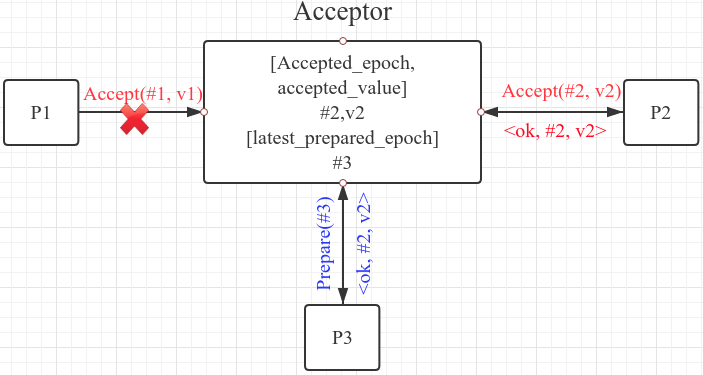 Acceptor
[Accepted_epoch,
accepted_value]
#2,v2
[latest_prepared_epoch]
#3
P1
Accept(#1, v1)
Accept(#2, v2)
<ok, #2, v2>
P2
Prepare(#3)
<ok, #2, v2>
P3